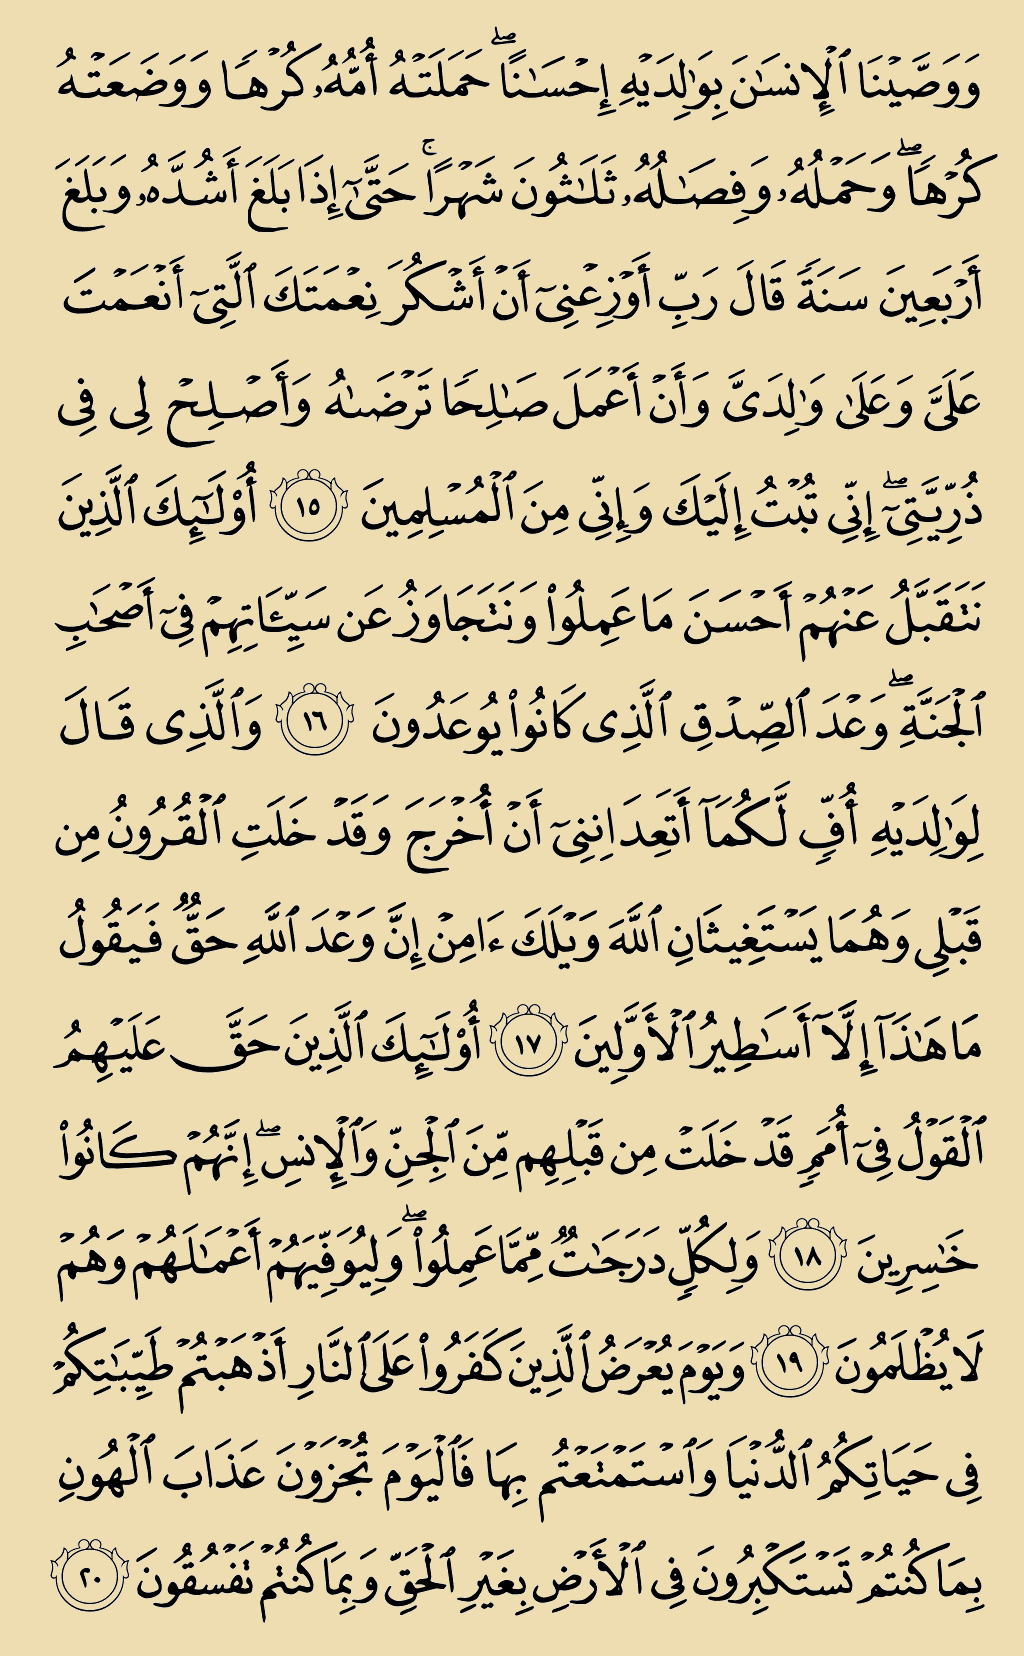 وَوَصَّيْنَا ٱلْإِنسَـٰنَ بِوَٰلِدَيْهِ إِحْسَـٰنًا ۖ حَمَلَتْهُ أُمُّهُۥ كُرْهًا وَوَضَعَتْهُ
كُرْهًا ۖ وَحَمْلُهُۥ وَفِصَـٰلُهُۥ ثَلَـٰثُونَ شَهْرًا ۚ حَتَّىٰٓ إِذَا بَلَغَ أَشُدَّهُۥ وَبَلَغَ
أَرْبَعِينَ سَنَةً قَالَ رَبِّ أَوْزِعْنِىٓ أَنْ أَشْكُرَ نِعْمَتَكَ ٱلَّتِىٓ أَنْعَمْتَ
عَلَىَّ وَعَلَىٰ وَٰلِدَىَّ وَأَنْ أَعْمَلَ صَـٰلِحًا تَرْضَىٰهُ وَأَصْلِحْ لِى فِى
ذُرِّيَّتِىٓ ۖ إِنِّى تُبْتُ إِلَيْكَ وَإِنِّى مِنَ ٱلْمُسْلِمِينَ ١٥ أُو۟لَـٰٓئِكَ ٱلَّذِينَ
نَتَقَبَّلُ عَنْهُمْ أَحْسَنَ مَا عَمِلُوا۟ وَنَتَجَاوَزُ عَن سَيِّـَٔاتِهِمْ فِىٓ أَصْحَـٰبِ
ٱلْجَنَّةِ ۖ وَعْدَ ٱلصِّدْقِ ٱلَّذِى كَانُوا۟ يُوعَدُونَ ١٦ وَٱلَّذِى قَالَ
لِوَٰلِدَيْهِ أُفٍّ لَّكُمَآ أَتَعِدَانِنِىٓ أَنْ أُخْرَجَ وَقَدْ خَلَتِ ٱلْقُرُونُ مِن
قَبْلِى وَهُمَا يَسْتَغِيثَانِ ٱللَّهَ وَيْلَكَ ءَامِنْ إِنَّ وَعْدَ ٱللَّهِ حَقٌّ فَيَقُولُ
مَا هَـٰذَآ إِلَّآ أَسَـٰطِيرُ ٱلْأَوَّلِينَ ١٧ أُو۟لَـٰٓئِكَ ٱلَّذِينَ حَقَّ عَلَيْهِمُ
ٱلْقَوْلُ فِىٓ أُمَمٍ قَدْ خَلَتْ مِن قَبْلِهِم مِّنَ ٱلْجِنِّ وَٱلْإِنسِ ۖ إِنَّهُمْ كَانُوا۟
خَـٰسِرِينَ ١٨ وَلِكُلٍّ دَرَجَـٰتٌ مِّمَّا عَمِلُوا۟ ۖ وَلِيُوَفِّيَهُمْ أَعْمَـٰلَهُمْ وَهُمْ
لَا يُظْلَمُونَ ١٩ وَيَوْمَ يُعْرَضُ ٱلَّذِينَ كَفَرُوا۟ عَلَى ٱلنَّارِ أَذْهَبْتُمْ طَيِّبَـٰتِكُمْ
فِى حَيَاتِكُمُ ٱلدُّنْيَا وَٱسْتَمْتَعْتُم بِهَا فَٱلْيَوْمَ تُجْزَوْنَ عَذَابَ ٱلْهُونِ
بِمَا كُنتُمْ تَسْتَكْبِرُونَ فِى ٱلْأَرْضِ بِغَيْرِ ٱلْحَقِّ وَبِمَا كُنتُمْ تَفْسُقُونَ ٢٠